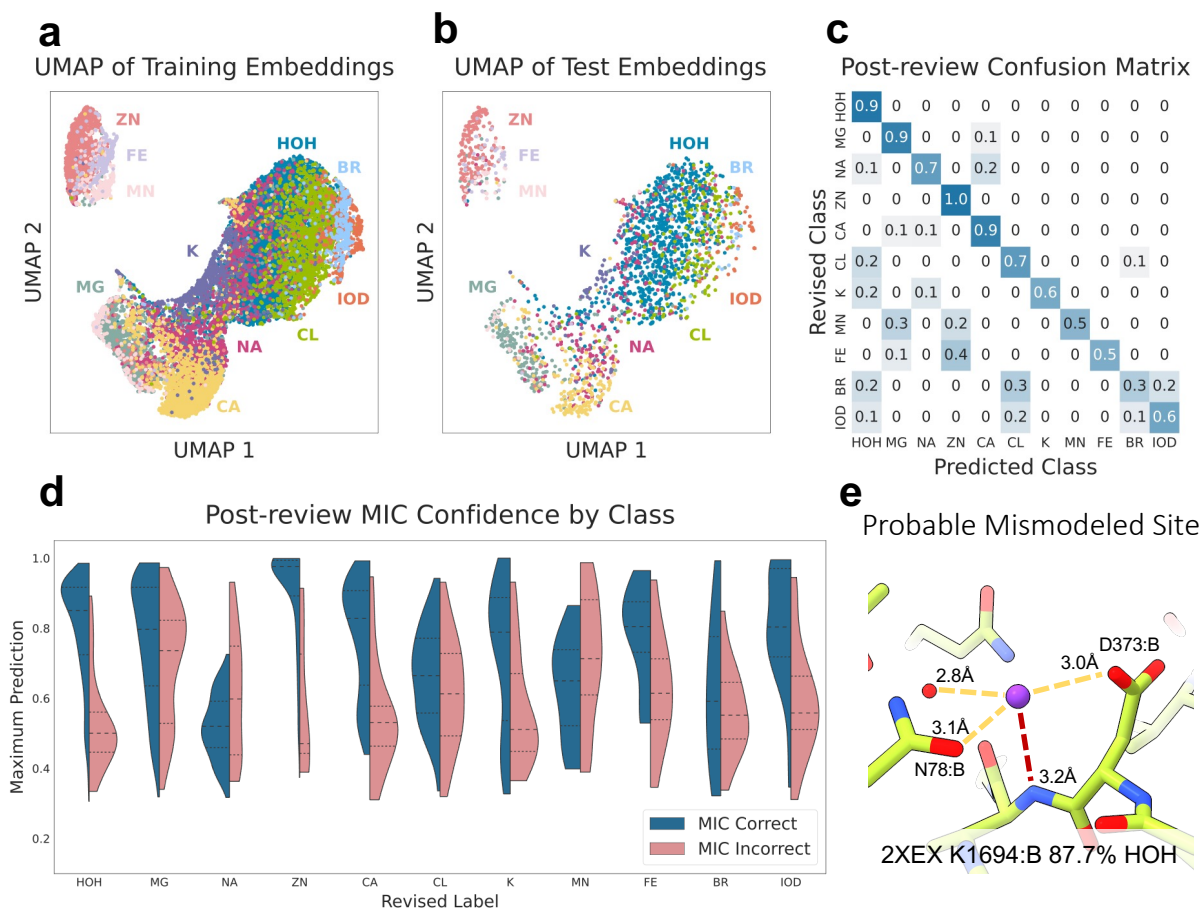 a
UMAP of Training Embeddings
ZN
FE
MN
HOH
BR
K
MG
IOD
NA
CL
CA
UMAP 2
UMAP 1
b
UMAP of Test Embeddings
ZN
FE
MN
HOH
BR
K
MG
IOD
NA
CL
CA
UMAP 2
UMAP 1
c
Post-review Confusion Matrix
Revised Class
HOH 0.9 0 0 0 0 0 0 0 0 0 0
MG 0 0.9 0 0 0.1 0 0 0 0 0 0
NA 0.1 0 0.7 0 0.2 0 0 0 0 0 0
ZN 0 0 0 1.0 0 0 0 0 0 0 0
CA 0 0.1 0.1 0 0.9 0 0 0 0 0 0
CL 0.2 0 0 0 0 0.7 0 0 0 0.1 0
K 0.2 0 0.1 0 0 0 0.6 0 0 0 0
MN 0 0.3 0 0.2 0 0 0 0.5 0 0 0
FE 0 0.1 0 0.4 0 0 0 0 0.5 0 0
BR 0.2 0 0 0 0 0.3 0 0 0 0.3 0.2
IOD 0.1 0 0 0 0 0.2 0 0 0 0.1 0.6
HOH MG NA ZN CA CL K MN FE BR IOD
Predicted Class
d
Post-review MIC Confidence by Class
Maximum Prediction
1.0
0.8
0.6
0.4
0.2
MIC Correct
MIC Incorrect
HOH MG NA ZN CA CL K MN FE BR IOD
Revised Label
e
Probable Mismodeled Site
D373:B
3.0Å
2.8Å
3.1Å
N78:B
3.2Å
2XEX K1694:B 87.7% HOH